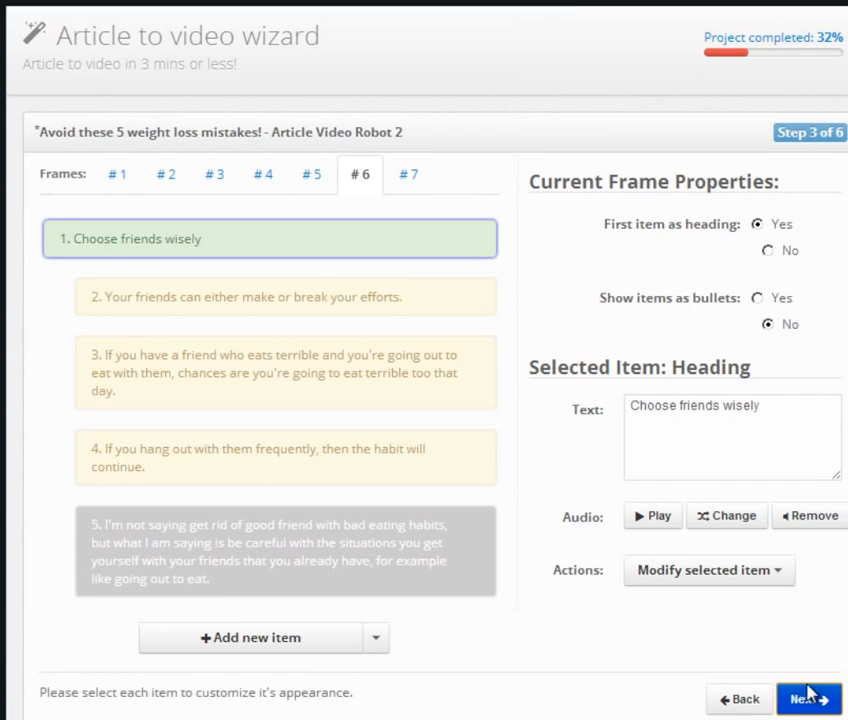 Article to video wizard
Project completed: 32%
Article to video in 3 mins or less!
*Avoid these 5 weight loss mistakes! - Article Video Robot 2
Step 3 of 6
Frames: # 1 # 2 # 3 # 4 # 5 # 6 # 7
Current Frame Properties:
First item as heading: Yes
No
Show items as bullets: Yes
No
1. Choose friends wisely
2. Your friends can either make or break your efforts.
3. If you have a friend who eats terrible and you're going out to
eat with them, chances are you're going to eat terrible too that
day.
4. If you hang out with them frequently, then the habit will
continue.
5. I'm not saying get rid of good friend with bad eating habits,
but what I am saying is be careful with the situations you get
yourself with your friends that you already have, for example
like going out to eat.
Selected Item: Heading
Text: Choose friends wisely
Audio: Play Change Remove
Actions: Modify selected item
+Add new item
Please select each item to customize it's appearance.
Back